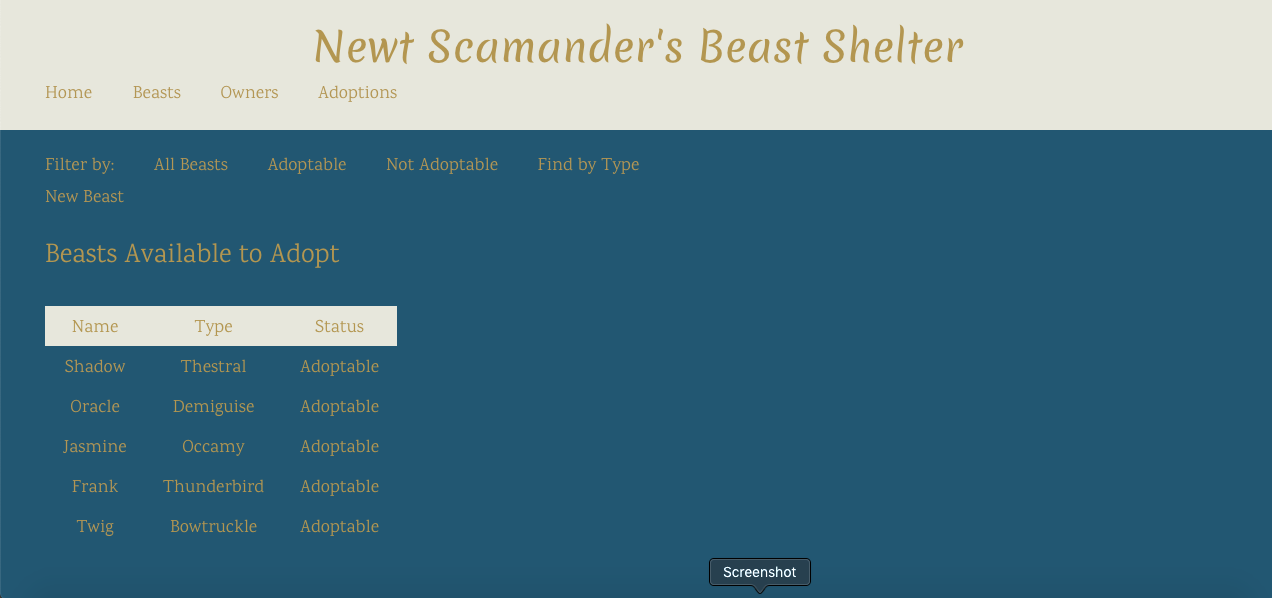 Newt Scamander's Beast Shelter
Home Beasts Owners Adoptions
Filter by: All Beasts Adoptable Not Adoptable Find by Type
New Beast
Beasts Available to Adopt
Name Type Status
Shadow Thestral Adoptable
Oracle Demiguise Adoptable
Jasmine Occamy Adoptable
Frank Thunderbird Adoptable
Twig Bowtruckle Adoptable
Screenshot